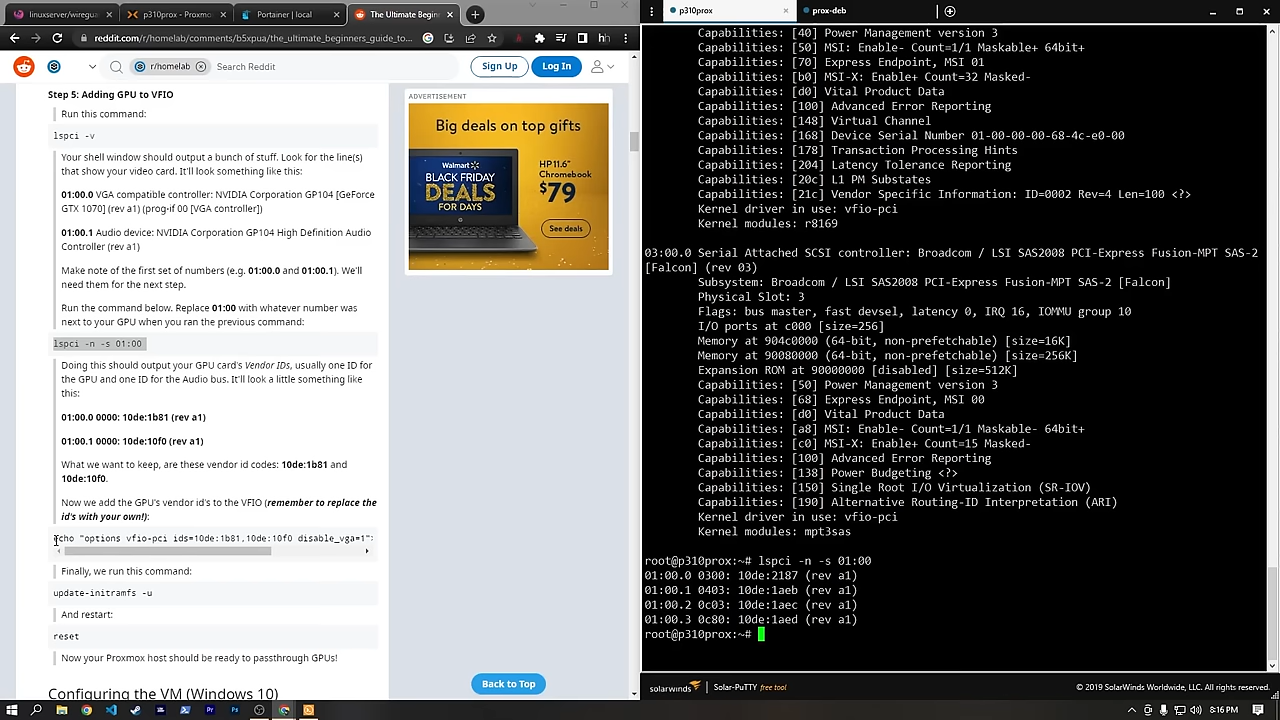 linuxserver/wiregua
p310prox - Proxmo
Portainer | local
The Ultimate Begin
reddit.com/r/homelab/comments/b5xpua/the_ultimate_beginners_guide_to...
r/homelab
Search Reddit
Sign Up
Log In
Step 5: Adding GPU to VFIO
Run this command:
lspci -v
Your shell window should output a bunch of stuff. Look for the line(s)
that show your video card. It'll look something like this:
01:00.0 VGA compatible controller: NVIDIA Corporation GP104 [GeForce
GTX 1070] (rev a1) (prog-if 00 [VGA controller])
01:00.1 Audio device: NVIDIA Corporation GP104 High Definition Audio
Controller (rev a1)
Make note of the first set of numbers (e.g. 01:00.0 and 01:00.1). We'll
need them for the next step.
Run the command below. Replace 01:00 with whatever number was
next to your GPU when you ran the previous command:
lspci -n -s 01:00
Doing this should output your GPU card's Vendor IDs, usually one ID for
the GPU and one ID for the Audio bus. It'll look a little something like
this:
01:00.0 0000: 10de:1b81 (rev a1)
01:00.1 0000: 10de:10f0 (rev a1)
What we want to keep, are these vendor id codes: 10de:1b81 and
10de:10f0.
Now we add the GPU's vendor id's to the VFIO (remember to replace the
id's with your own!):
echo "options vfio-pci ids=10de:1b81,10de:10f0 disable_vga=1">
Finally, we run this command:
update-initramfs -u
And restart:
reset
Now your Proxmox host should be ready to passthrough GPUs!
Configuring the VM (Windows 10)
ADVERTISEMENT
Big deals on top gifts
Walmart
BLACK FRIDAY
DEALS
FOR DAYS
HP 11.6"
Chromebook
$79
See deals
Back to Top
p310prox
prox-deb
Capabilities: [40] Power Management version 3
Capabilities: [50] MSI: Enable- Count=1/1 Maskable+ 64bit+
Capabilities: [70] Express Endpoint, MSI 01
Capabilities: [b0] MSI-X: Enable+ Count=32 Masked-
Capabilities: [d0] Vital Product Data
Capabilities: [100] Advanced Error Reporting
Capabilities: [148] Virtual Channel
Capabilities: [168] Device Serial Number 01-00-00-00-68-4c-e0-00
Capabilities: [178] Transaction Processing Hints
Capabilities: [204] Latency Tolerance Reporting
Capabilities: [20c] L1 PM Substates
Capabilities: [21c] Vendor Specific Information: ID=0002 Rev=4 Len=100 <?>
Kernel driver in use: vfio-pci
Kernel modules: r8169
03:00.0 Serial Attached SCSI controller: Broadcom / LSI SAS2008 PCI-Express Fusion-MPT SAS-2
[Falcon] (rev 03)
Subsystem: Broadcom / LSI SAS2008 PCI-Express Fusion-MPT SAS-2 [Falcon]
Physical Slot: 3
Flags: bus master, fast devsel, latency 0, IRQ 16, IOMMU group 10
I/O ports at c000 [size=256]
Memory at 904c0000 (64-bit, non-prefetchable) [size=16K]
Memory at 90080000 (64-bit, non-prefetchable) [size=256K]
Expansion ROM at 90000000 [disabled] [size=512K]
Capabilities: [50] Power Management version 3
Capabilities: [68] Express Endpoint, MSI 00
Capabilities: [d0] Vital Product Data
Capabilities: [a8] MSI: Enable- Count=1/1 Maskable- 64bit+
Capabilities: [c0] MSI-X: Enable+ Count=15 Masked-
Capabilities: [100] Advanced Error Reporting
Capabilities: [138] Power Budgeting <?>
Capabilities: [150] Single Root I/O Virtualization (SR-IOV)
Capabilities: [190] Alternative Routing-ID Interpretation (ARI)
Kernel driver in use: vfio-pci
Kernel modules: mpt3sas
root@p310prox:~# lspci -n -s 01:00
01:00.0 0300: 10de:2187 (rev a1)
01:00.1 0403: 10de:1aeb (rev a1)
01:00.2 0c03: 10de:1aec (rev a1)
01:00.3 0c80: 10de:1aed (rev a1)
root@p310prox:~#
solarwinds
Solar-PuTTY free tool
© 2019 SolarWinds Worldwide, LLC. All rights reserved.
8:16 PM